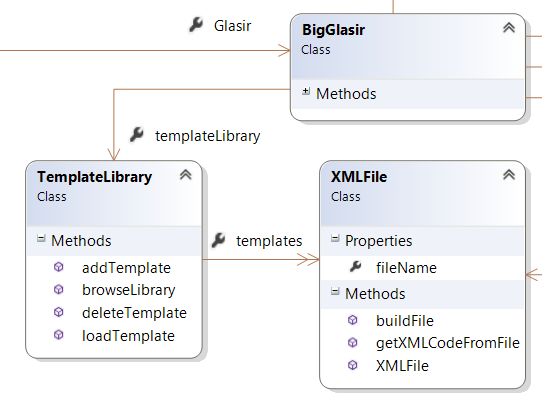 Glasir
BigGlasir
Class
Methods
templateLibrary
TemplateLibrary
Class
Methods
addTemplate
browseLibrary
deleteTemplate
loadTemplate
templates
XMLFile
Class
Properties
fileName
Methods
buildFile
getXMLCodeFromFile
XMLFile